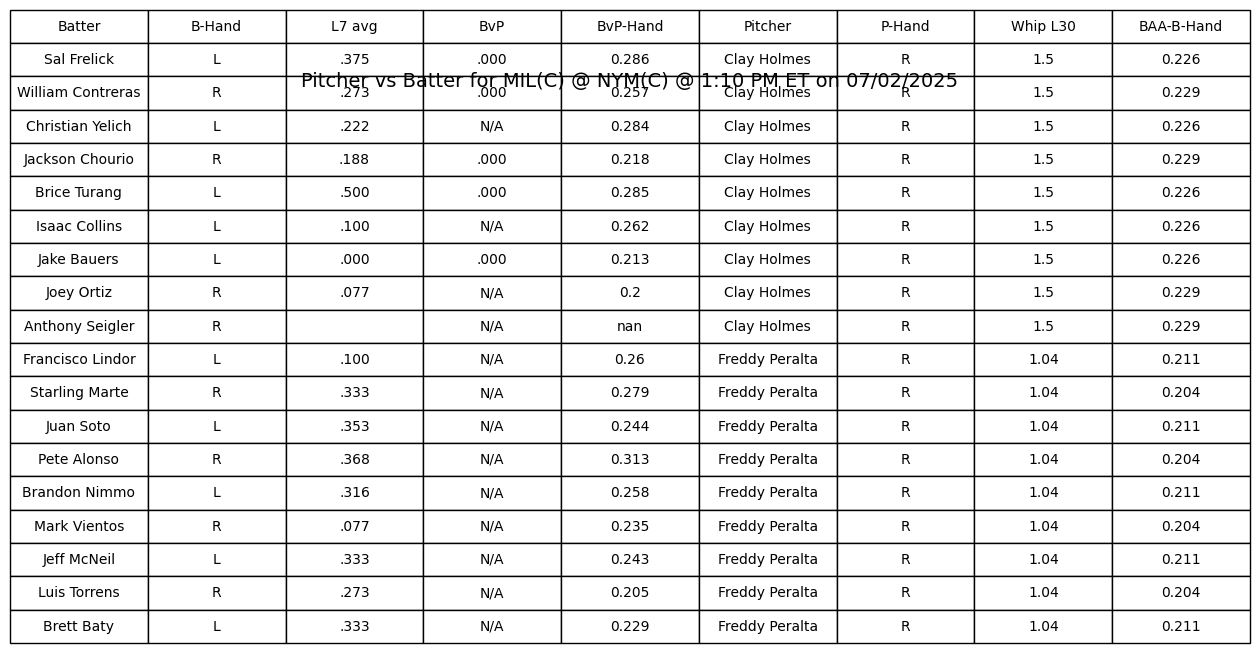 Batter B-Hand L7 avg BvP BvP-Hand Pitcher P-Hand Whip L30 BAA-B-Hand
Sal Frelick L .375 .000 0.286 Clay Holmes R 1.5 0.226
Pitcher vs Batter for MIL(C) @ NYM(C) @ 1:10 PM ET on 07/02/2025
William Contreras R .273 .000 0.257 Clay Holmes R 1.5 0.229
Christian Yelich L .222 N/A 0.284 Clay Holmes R 1.5 0.226
Jackson Chourio R .188 .000 0.218 Clay Holmes R 1.5 0.229
Brice Turang L .500 .000 0.285 Clay Holmes R 1.5 0.226
Isaac Collins L .100 N/A 0.262 Clay Holmes R 1.5 0.226
Jake Bauers L .000 .000 0.213 Clay Holmes R 1.5 0.226
Joey Ortiz R .077 N/A 0.2 Clay Holmes R 1.5 0.229
Anthony Seigler R N/A nan Clay Holmes R 1.5 0.229
Francisco Lindor L .100 N/A 0.26 Freddy Peralta R 1.04 0.211
Starling Marte R .333 N/A 0.279 Freddy Peralta R 1.04 0.204
Juan Soto L .353 N/A 0.244 Freddy Peralta R 1.04 0.211
Pete Alonso R .368 N/A 0.313 Freddy Peralta R 1.04 0.204
Brandon Nimmo L .316 N/A 0.258 Freddy Peralta R 1.04 0.211
Mark Vientos R .077 N/A 0.235 Freddy Peralta R 1.04 0.204
Jeff McNeil L .333 N/A 0.243 Freddy Peralta R 1.04 0.211
Luis Torrens R .273 N/A 0.205 Freddy Peralta R 1.04 0.204
Brett Baty L .333 N/A 0.229 Freddy Peralta R 1.04 0.211